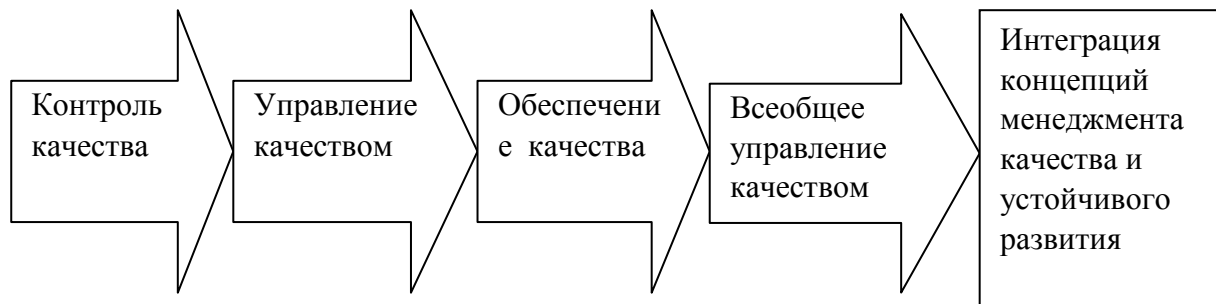 Контроль
качества
Управление
качеством
Обеспечени
е качества
Всеобщее
управление
качеством
Интеграция
концепций
менеджмента
качества и
устойчивого
развития